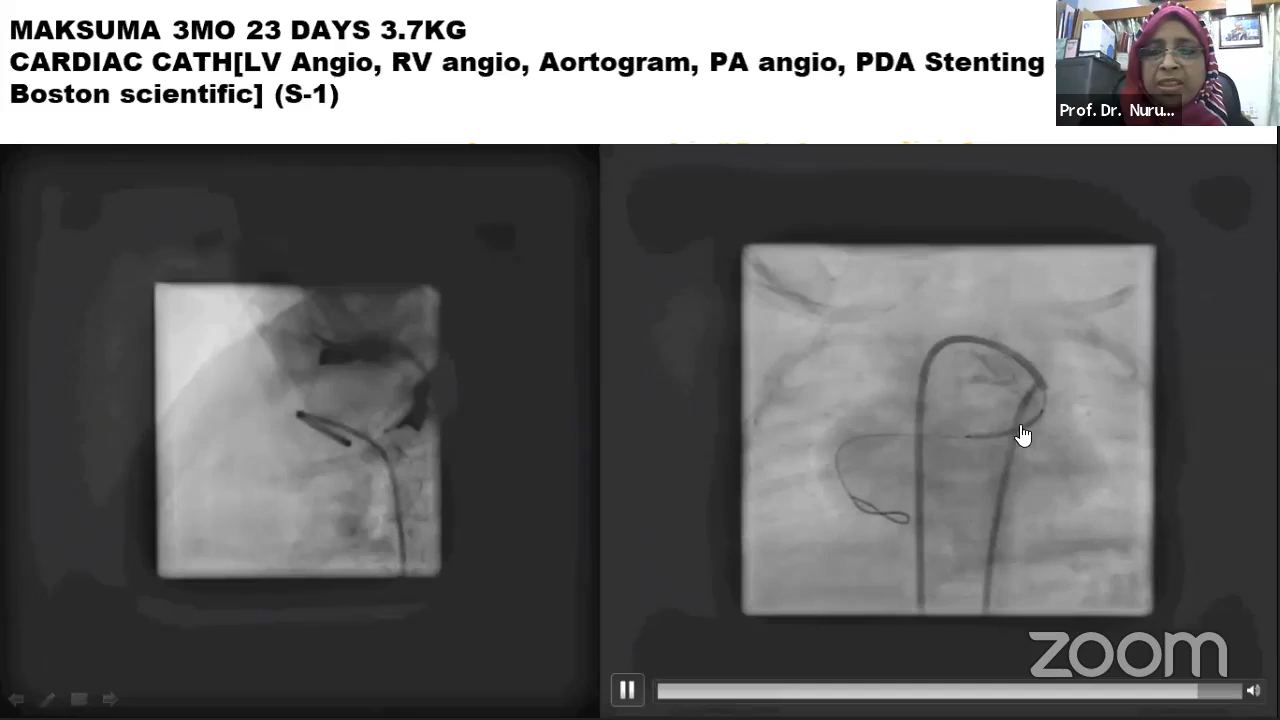 MAKSUMA 3MO 23 DAYS 3.7KG
CARDIAC CATH[LV Angio, RV angio, Aortogram, PA angio, PDA Stenting
Boston scientific] (S-1)
Prof. Dr. Nuru...
zoom